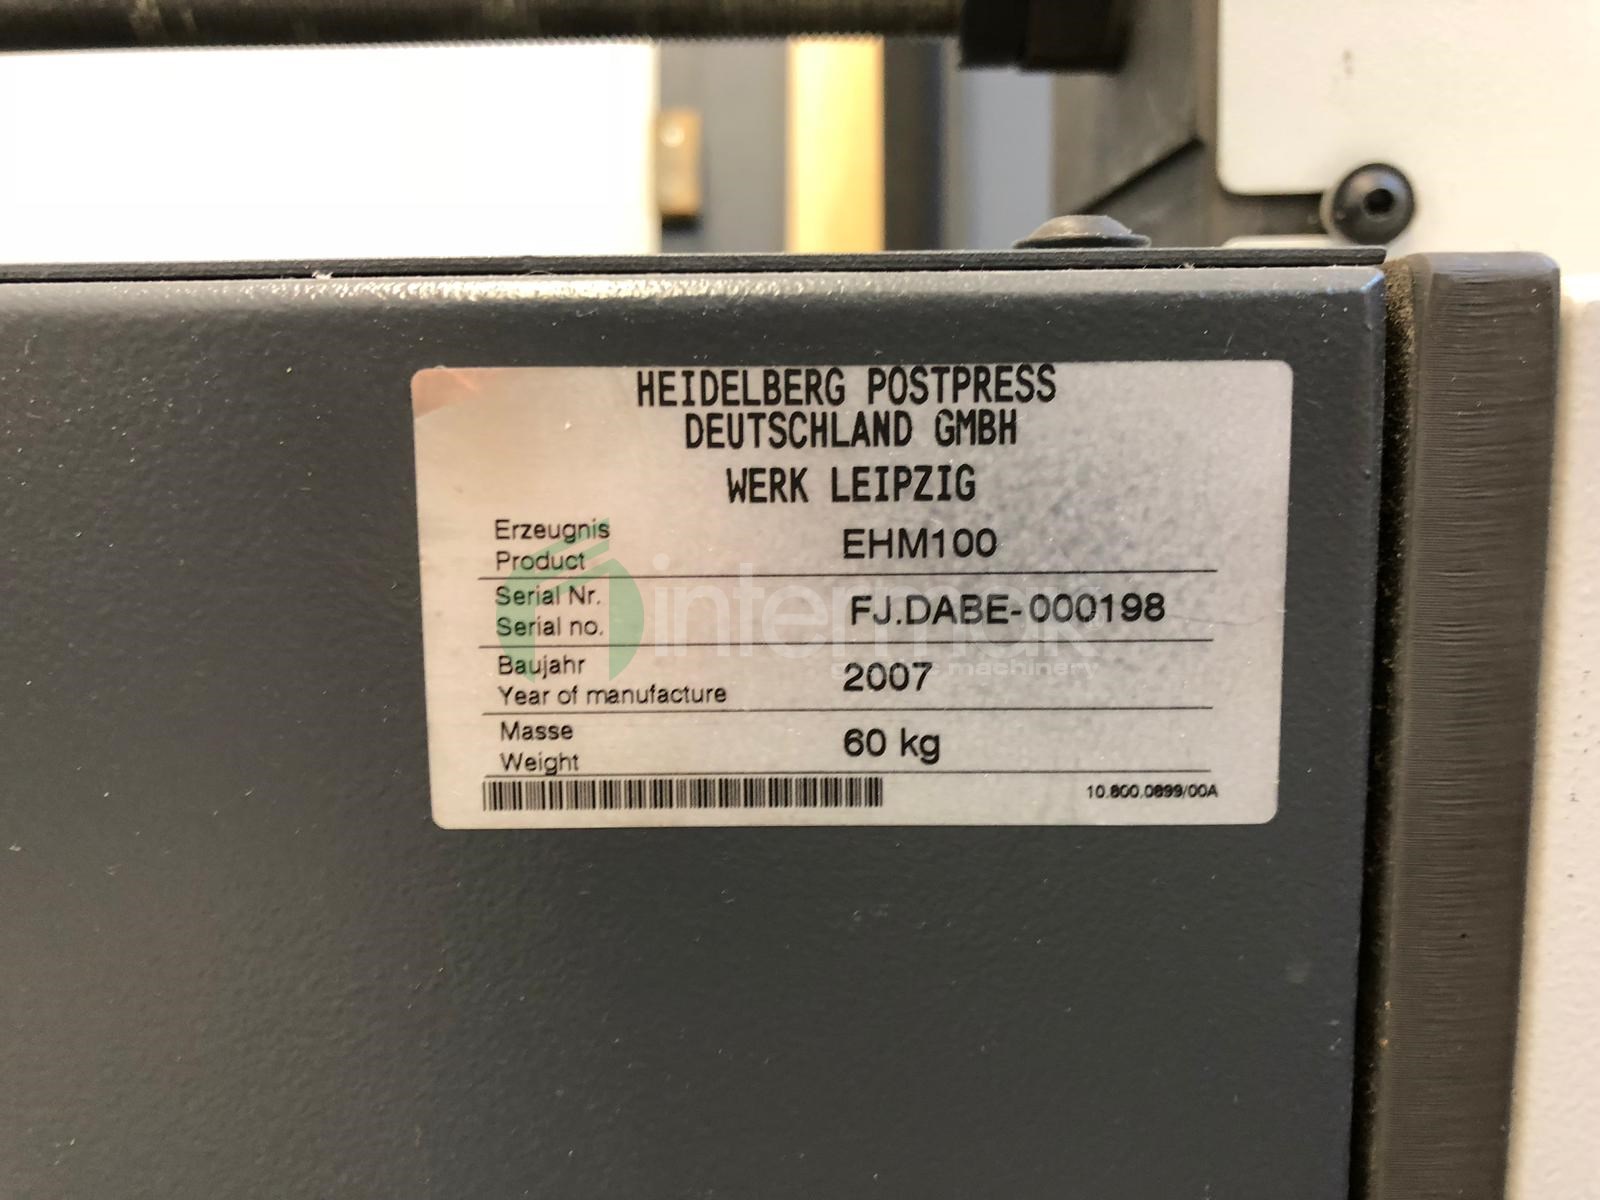 HEIDELBERG POSTPRESS
DEUTSCHLAND GMBH
WERK LEIPZIG
Erzeugnis
Product
EHM100
Serial Nr.
Serial no.
FJ.DABE-000198
Baujahr
Year of manufacture
2007
Masse
Weight
60 kg
10.800.0899/00A
intermak
machinery